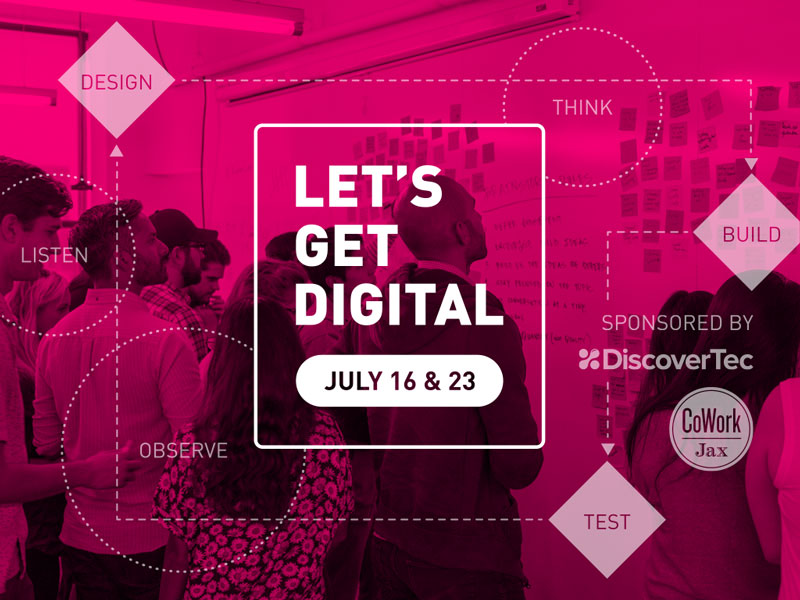 DESIGN
THINK
LET'S
GET
DIGITAL
JULY 16 & 23
LISTEN
BUILD
SPONSORED BY
DiscoverTec
CoWork
Jax
OBSERVE
TEST